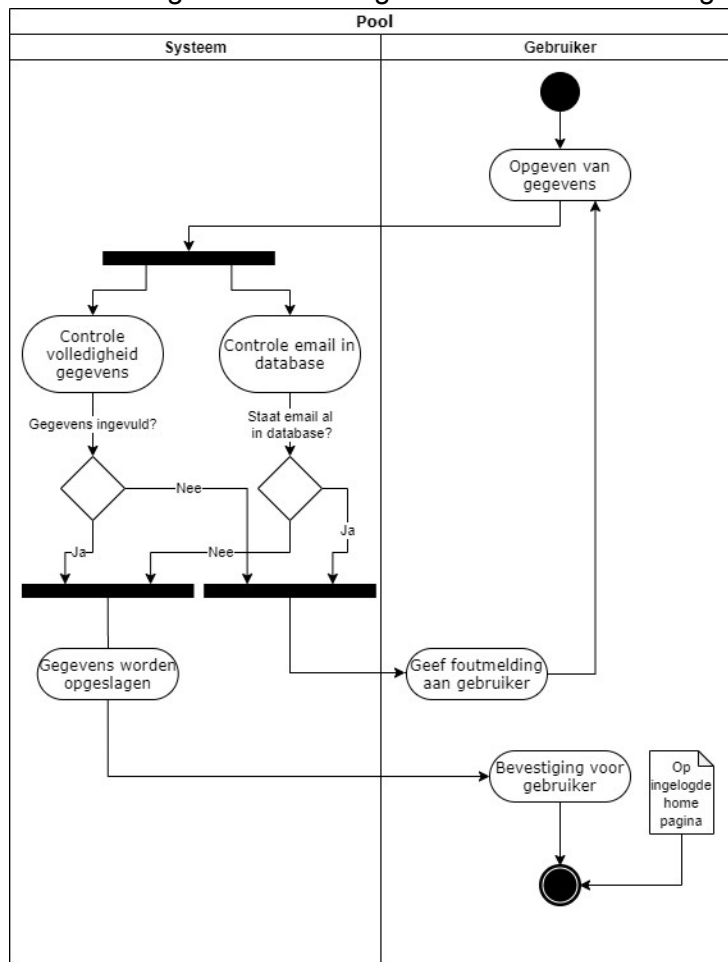 Pool
Systeem
Gebruiker
Opgeven van
gegevens
Controle
volledigheid
gegevens
Controle email in
database
Gegevens ingevuld?
Staat email al
in database?
Nee
Ja
Ja
Nee
Gegevens worden
opgeslagen
Geef foutmelding
aan gebruiker
Bevestiging voor
gebruiker
Op
ingelogde
home
pagina